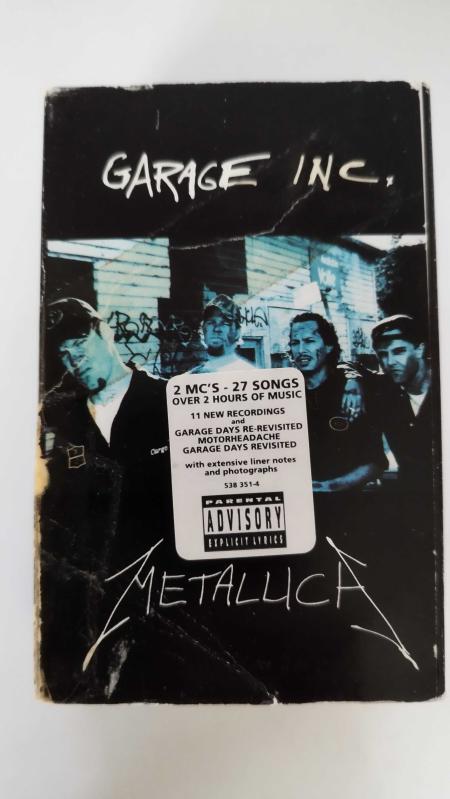 GARAGE INC.
2 MC'S - 27 SONGS
OVER 2 HOURS OF MUSIC
11 NEW RECORDINGS
and
GARAGE DAYS RE-REVISITED
MOTORHEADACHE
GARAGE DAYS REVISITED
with extensive liner notes
and photographs
538 351-4
PARENTAL
ADVISORY
EXPLICIT LYRICS
METALLICA